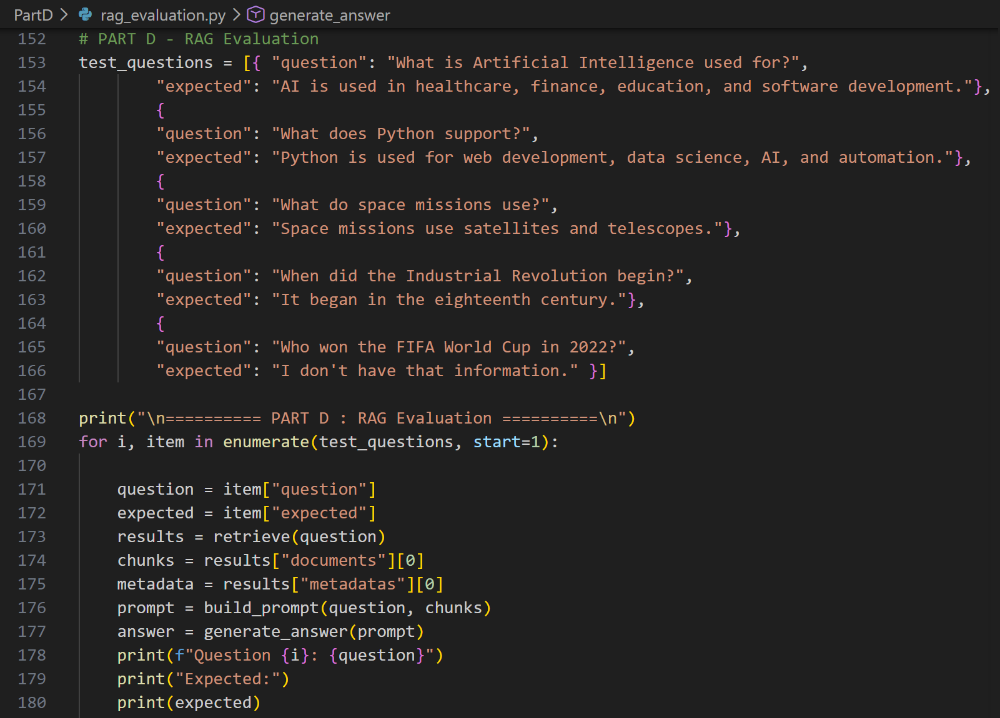 PartD > rag_evaluation.py > generate_answer
152 # PART D - RAG Evaluation
153 test_questions = [{ "question": "What is Artificial Intelligence used for?",
154         "expected": "AI is used in healthcare, finance, education, and software development."},
155         {
156         "question": "What does Python support?",
157         "expected": "Python is used for web development, data science, AI, and automation."},
158         {
159         "question": "What do space missions use?",
160         "expected": "Space missions use satellites and telescopes."},
161         {
162         "question": "When did the Industrial Revolution begin?",
163         "expected": "It began in the eighteenth century."},
164         {
165         "question": "Who won the FIFA World Cup in 2022?",
166         "expected": "I don't have that information." }]
167
168 print("\n========== PART D : RAG Evaluation ==========\n")
169 for i, item in enumerate(test_questions, start=1):
170
171     question = item["question"]
172     expected = item["expected"]
173     results = retrieve(question)
174     chunks = results["documents"][0]
175     metadata = results["metadatas"][0]
176     prompt = build_prompt(question, chunks)
177     answer = generate_answer(prompt)
178     print(f"Question {i}: {question}")
179     print("Expected:")
180     print(expected)